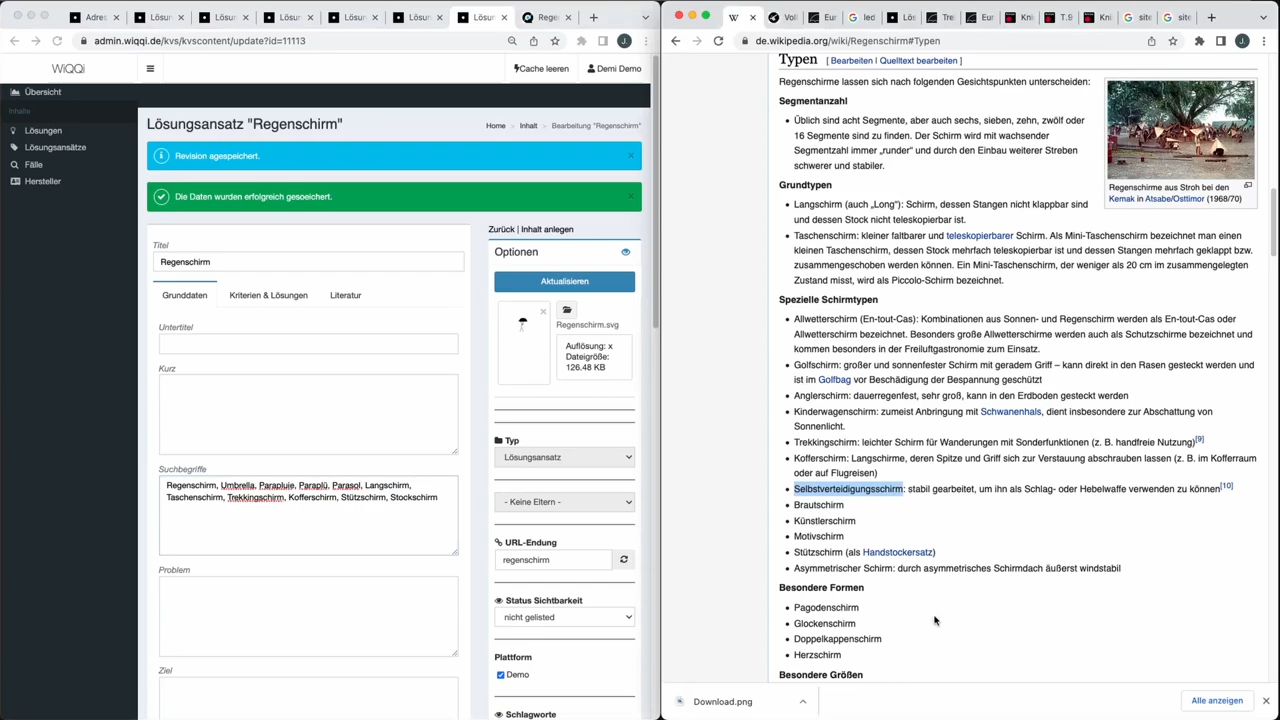 Adres
Lösun
Lösun
Lösun
Lösun
Lösun
Lösun
Regen
admin.wiqqi.de/kvs/kvscontent/update?id=11113
J.
WiQQi
Cache leeren
Demi Demo
Übersicht
Inhalte
Lösungen
Lösungsansätze
Fälle
Hersteller
Lösungsansatz "Regenschirm"
Home > Inhalt > Bearbeitung "Regenschirm"
Revision agespeichert.
Die Daten wurden erfolgreich gesoeichert.
Titel
Regenschirm
Grunddaten
Kriterien & Lösungen
Literatur
Untertitel
Kurz
Suchbegriffe
Regenschirm, Umbrella, Parapluie, Paraplü, Parasol, Langschirm,
Taschenschirm, Trekkingschirm, Kofferschirm, Stützschirm, Stockschirm
Problem
Ziel
Zurück | Inhalt anlegen
Optionen
Aktualisieren
Regenschirm.svg
Auflösung: x
Dateigröße:
126.48 KB
Typ
Lösungsansatz
- Keine Eltern -
URL-Endung
regenschirm
Status Sichtbarkeit
nicht gelisted
Plattform
Demo
Schlagworte
W
Voll
Eur
led
Lös
Trek
Eur
Knir
T.9
Knir
site
site
de.wikipedia.org/wiki/Regenschirm#Typen
J.
Typen [ Bearbeiten | Quelltext bearbeiten ]
Regenschirme lassen sich nach folgenden Gesichtspunkten unterscheiden:
Segmentanzahl
• Üblich sind acht Segmente, aber auch sechs, sieben, zehn, zwölf oder
16 Segmente sind zu finden. Der Schirm wird mit wachsender
Segmentzahl immer „runder“ und durch den Einbau weiterer Streben
schwerer und stabiler.
Regenschirme aus Stroh bei den
Kemak in Atsabe/Osttimor (1968/70)
Grundtypen
• Langschirm (auch „Long“): Schirm, dessen Stangen nicht klappbar sind
und dessen Stock nicht teleskopierbar ist.
• Taschenschirm: kleiner faltbarer und teleskopierbarer Schirm. Als Mini-Taschenschirm bezeichnet man einen
kleinen Taschenschirm, dessen Stock mehrfach teleskopierbar ist und dessen Stangen mehrfach geklappt bzw.
zusammengeschoben werden können. Ein Mini-Taschenschirm, der weniger als 20 cm im zusammengelegten
Zustand misst, wird als Piccolo-Schirm bezeichnet.
Spezielle Schirmtypen
• Allwetterschirm (En-tout-Cas): Kombinationen aus Sonnen- und Regenschirm werden als En-tout-Cas oder
Allwetterschirm bezeichnet. Besonders große Allwetterschirme werden auch als Schutzschirme bezeichnet und
kommen besonders in der Freiluftgastronomie zum Einsatz.
• Golfschirm: großer und sonnenfester Schirm mit geradem Griff – kann direkt in den Rasen gesteckt werden und
ist im Golfbag vor Beschädigung der Bespannung geschützt
• Anglerschirm: dauerregenfest, sehr groß, kann in den Erdboden gesteckt werden
• Kinderwagenschirm: zumeist Anbringung mit Schwanenhals, dient insbesondere zur Abschattung von
Sonnenlicht.
• Trekkingschirm: leichter Schirm für Wanderungen mit Sonderfunktionen (z. B. handfreie Nutzung)[9]
• Kofferschirm: Langschirme, deren Spitze und Griff sich zur Verstauung abschrauben lassen (z. B. im Kofferraum
oder auf Flugreisen)
• Selbstverteidigungsschirm: stabil gearbeitet, um ihn als Schlag- oder Hebelwaffe verwenden zu können[10]
• Brautschirm
• Künstlerschirm
• Motivschirm
• Stützschirm (als Handstockersatz)
• Asymmetrischer Schirm: durch asymmetrisches Schirmdach äußerst windstabil
Besondere Formen
• Pagodenschirm
• Glockenschirm
• Doppelkappenschirm
• Herzschirm
Besondere Größen
Download.png
Alle anzeigen